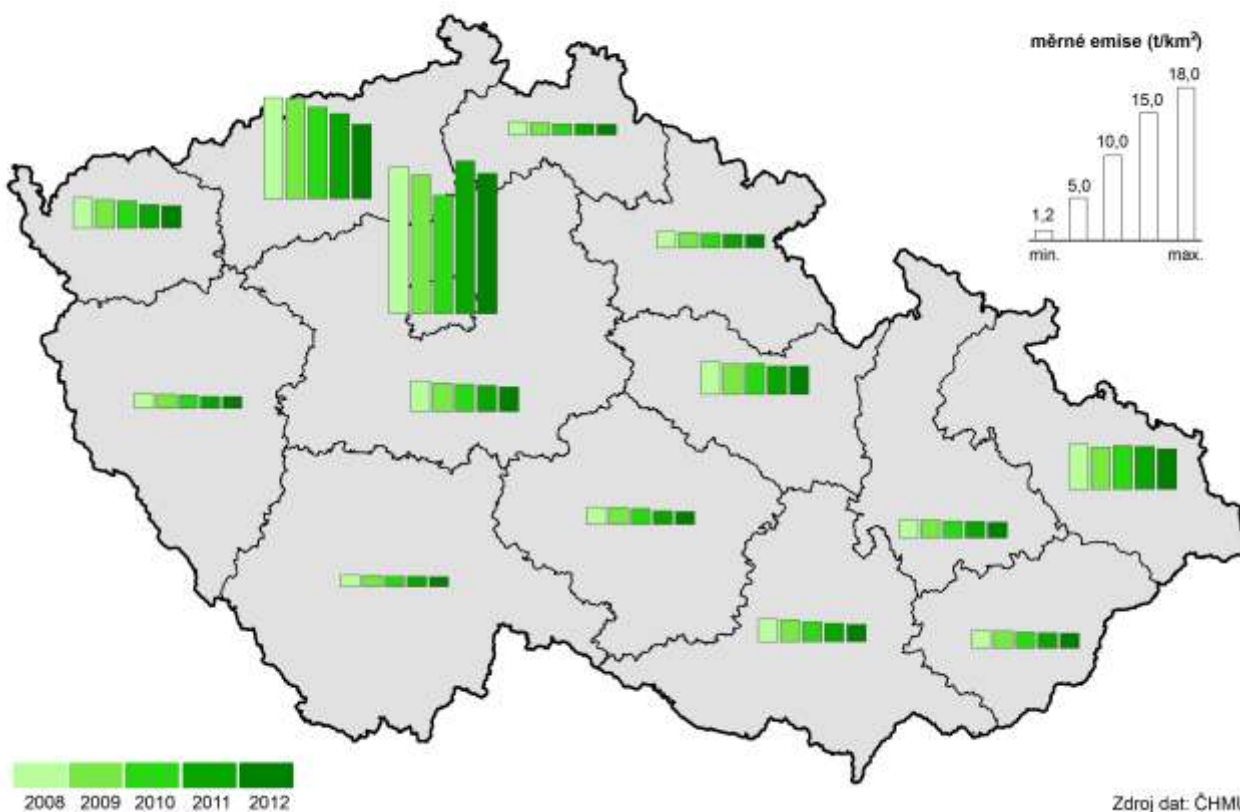 měrné emise (t/km²)
18,0
15,0
10,0
5,0
1,2
min.
max.
2008 2009 2010 2011 2012
Zdroj dat: ČHMÚ